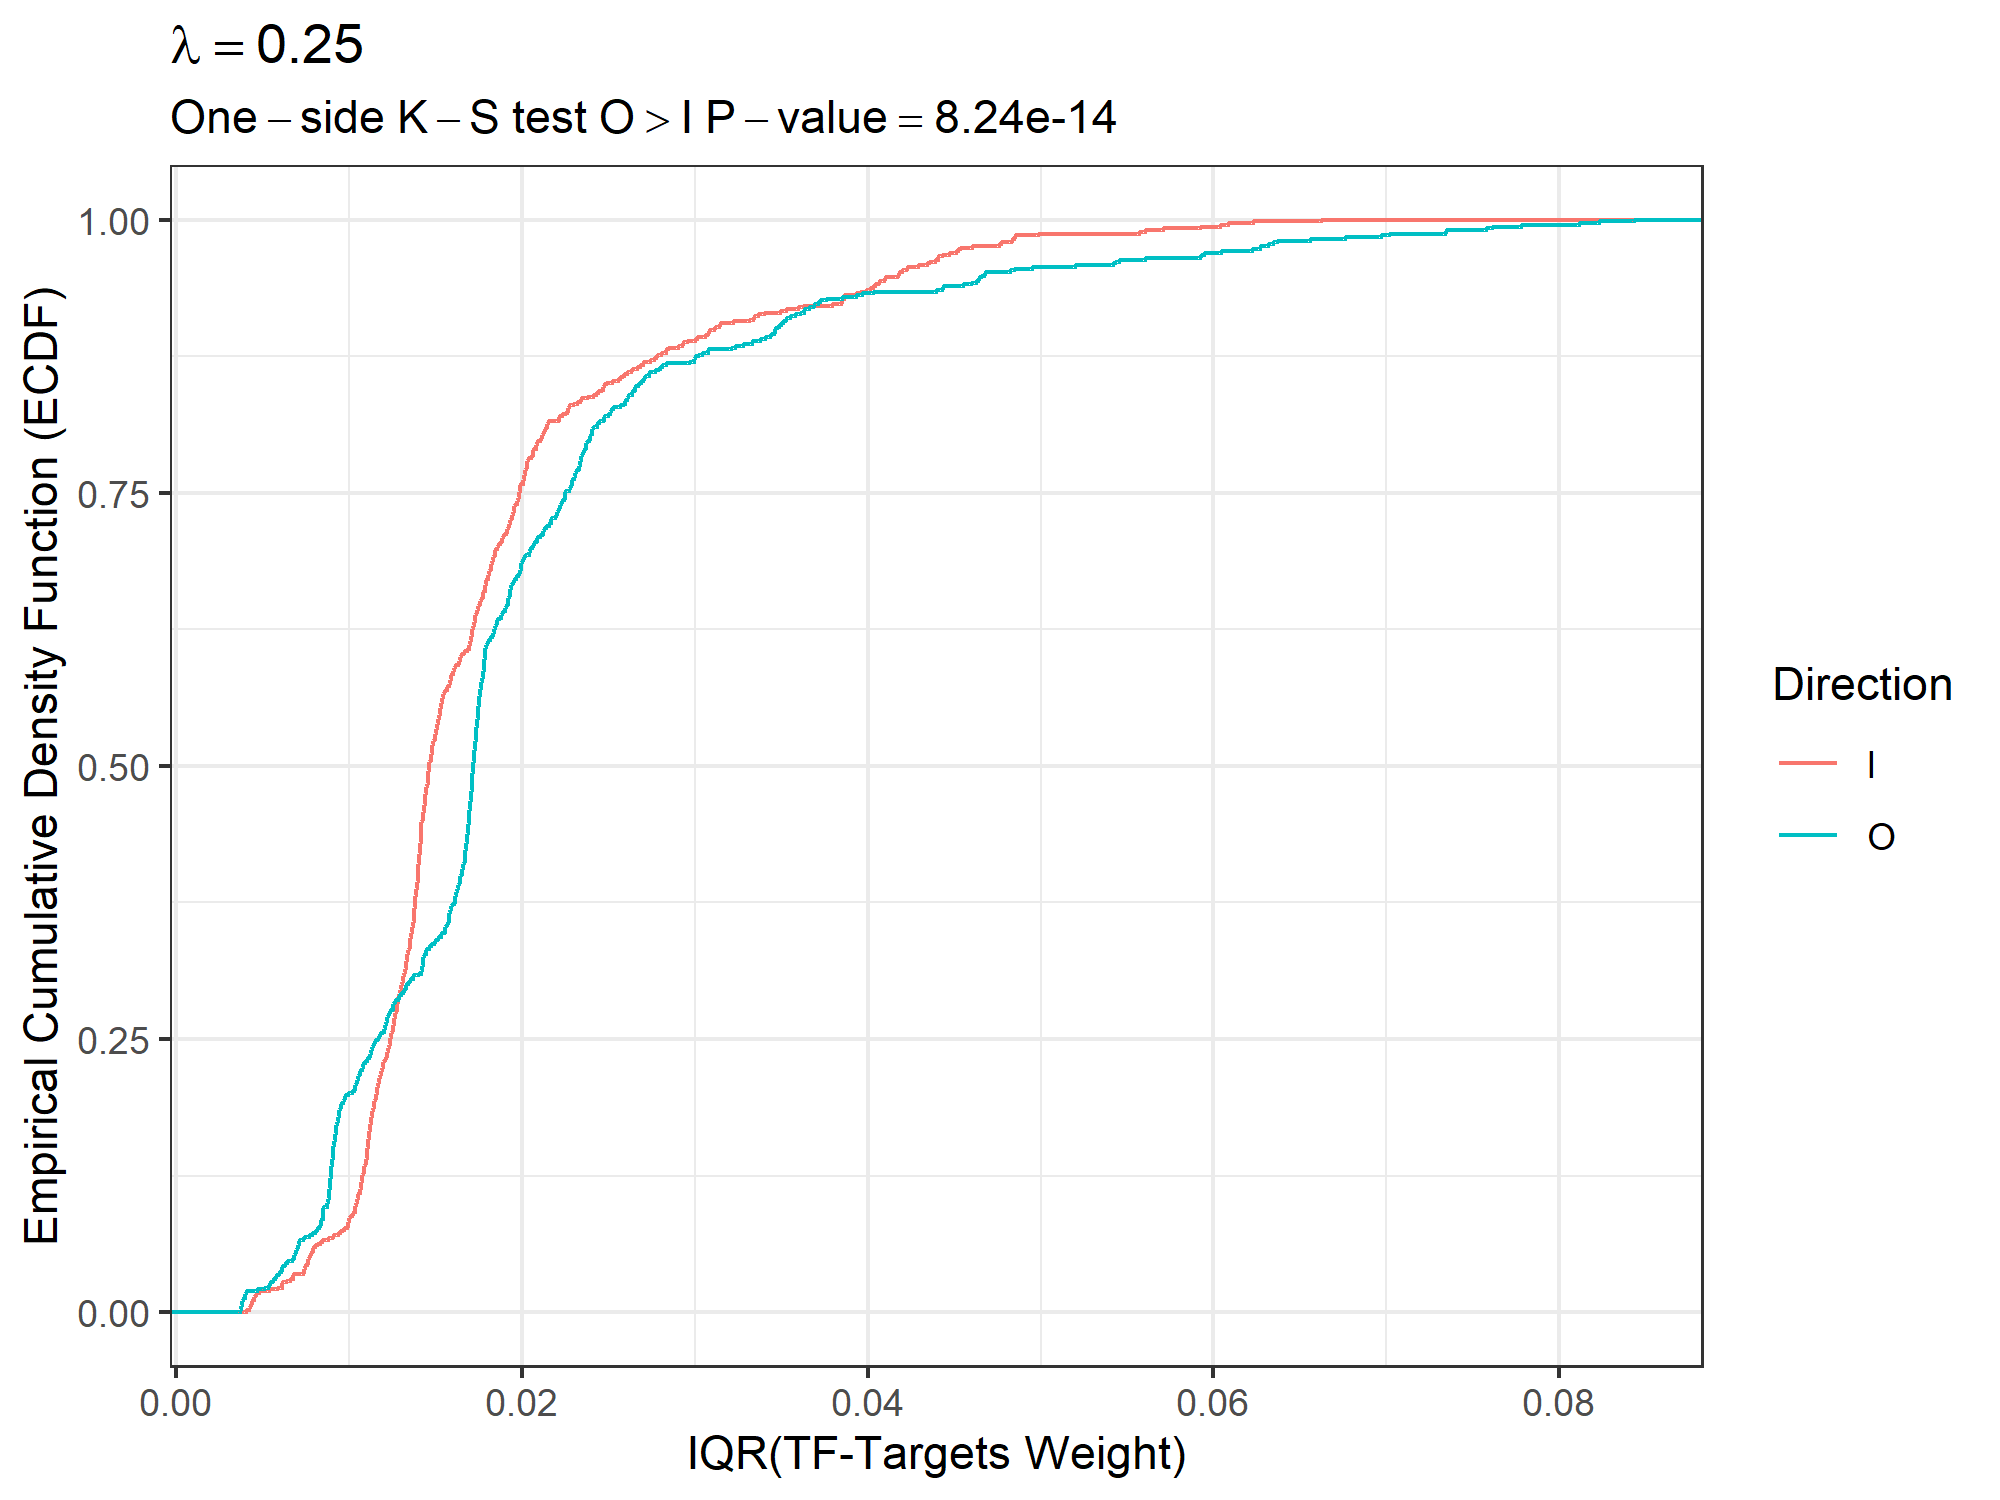 λ = 0.25
One − side K − S test O > I P − value = 8.24e-14
Empirical Cumulative Density Function (ECDF)
1.00
0.75
0.50
0.25
0.00
0.00 0.02 0.04 0.06 0.08
IQR(TF-Targets Weight)
Direction
I
O